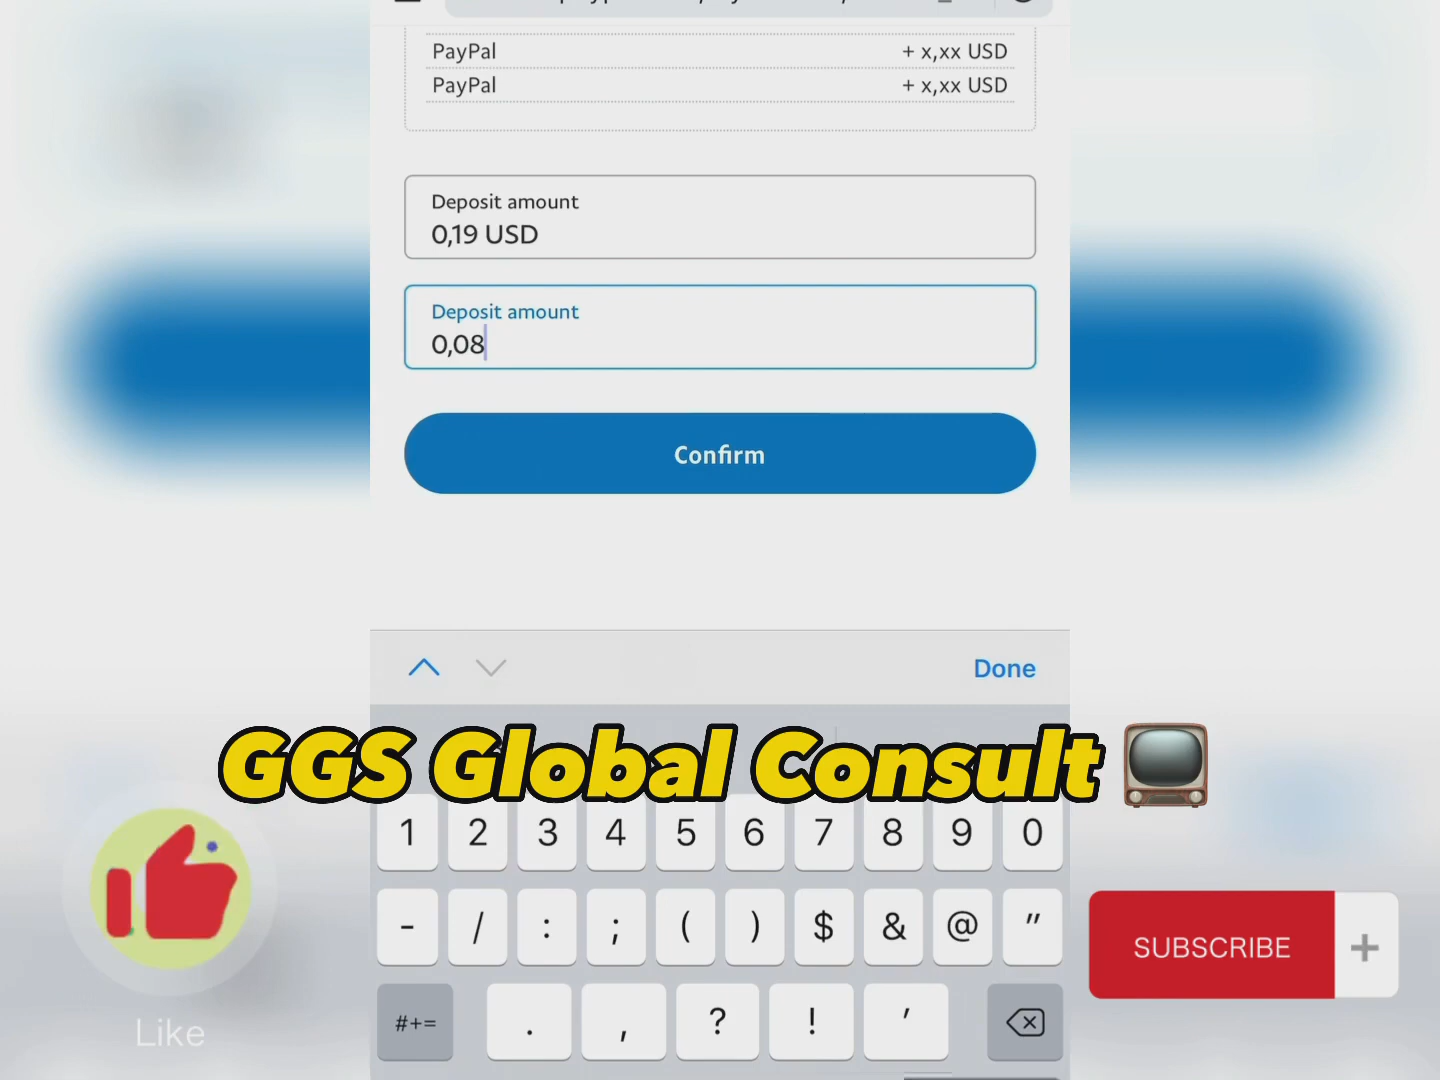 PayPal + x,xx USD
PayPal + x,xx USD
Deposit amount
0,19 USD
Deposit amount
0,08
Confirm
Done
GGS Global Consult
1 2 3 4 5 6 7 8 9 0
- / : ; ( ) $ & @ "
#+= . , ? ! '
Like
SUBSCRIBE +